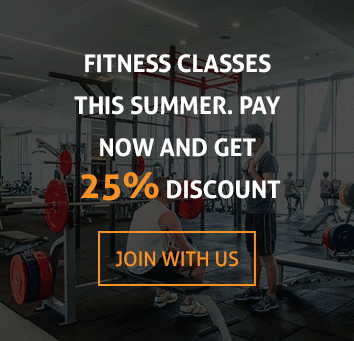 FITNESS CLASSES
THIS SUMMER. PAY
NOW AND GET
25% DISCOUNT
JOIN WITH US